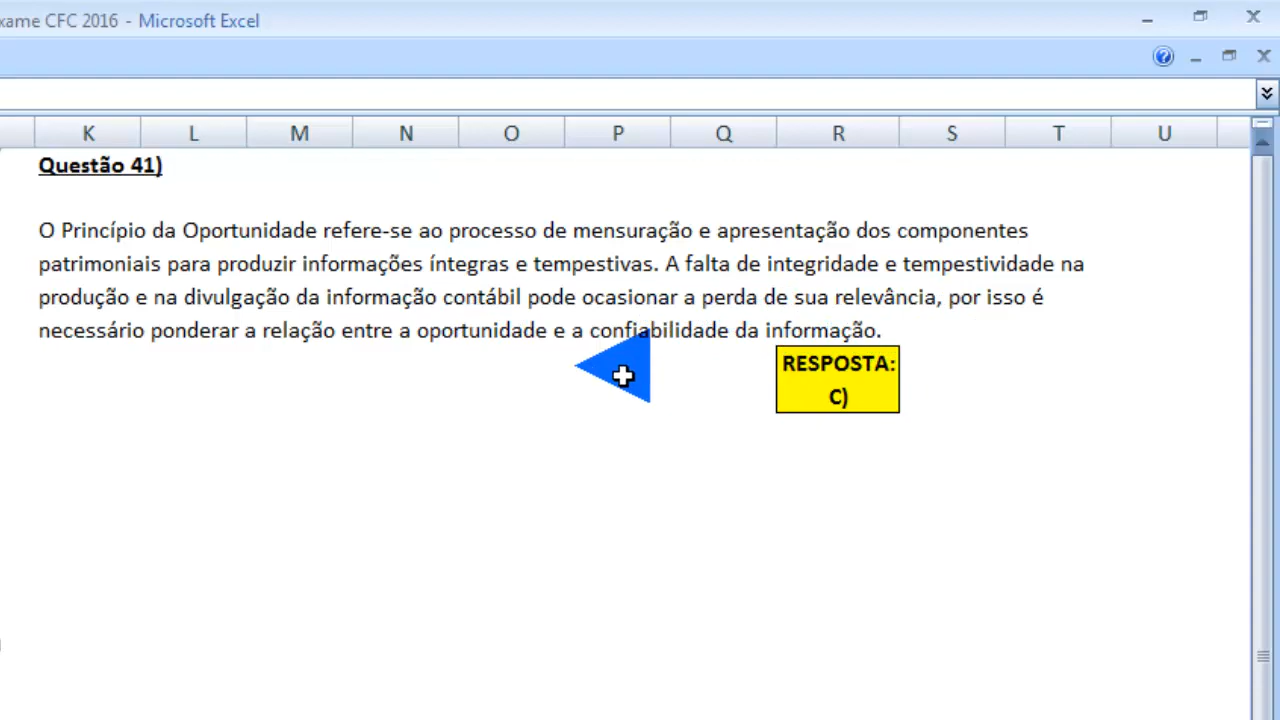 xame CFC 2016 - Microsoft Excel
K L M N O P Q R S T U
Questão 41)
O Princípio da Oportunidade refere-se ao processo de mensuração e apresentação dos componentes
patrimoniais para produzir informações íntegras e tempestivas. A falta de integridade e tempestividade na
produção e na divulgação da informação contábil pode ocasionar a perda de sua relevância, por isso é
necessário ponderar a relação entre a oportunidade e a confiabilidade da informação.
RESPOSTA:
C)